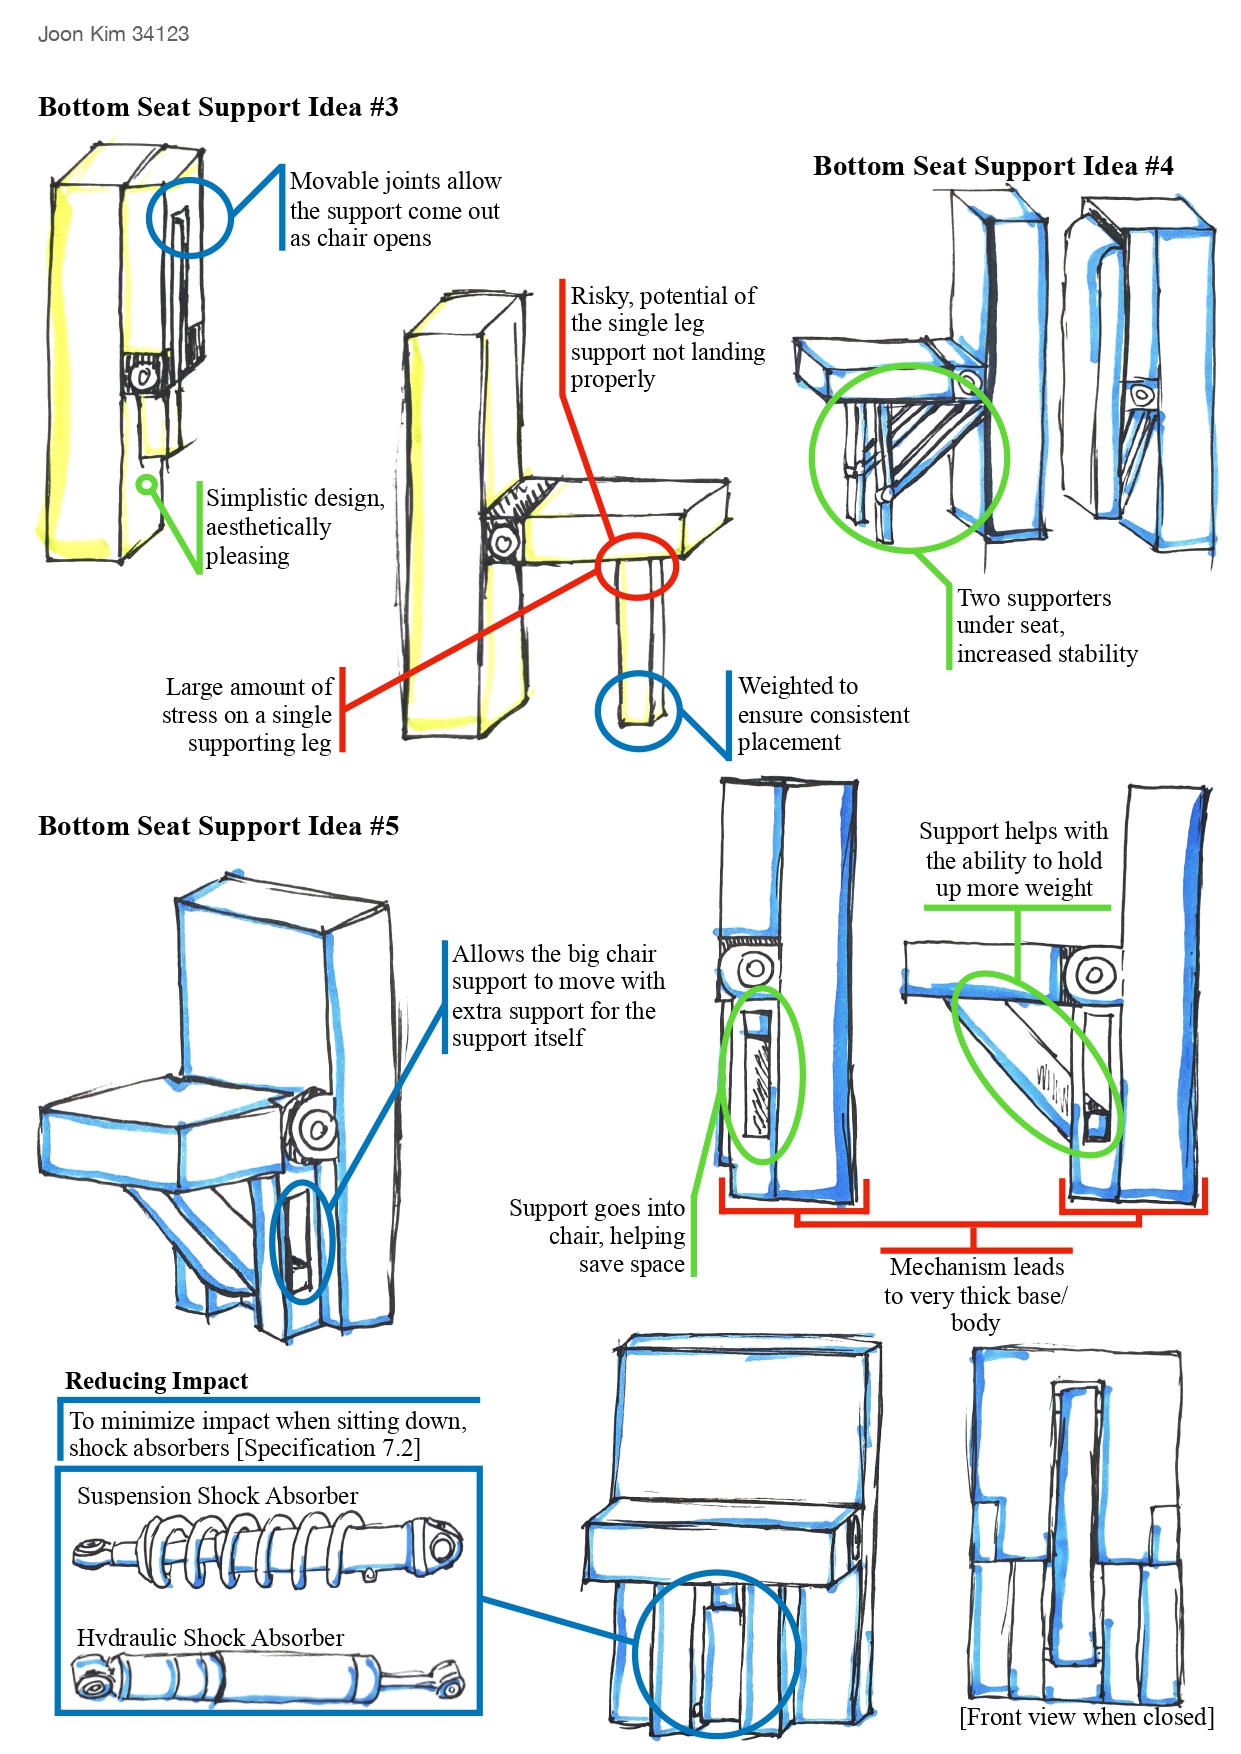 Joon Kim 34123
Bottom Seat Support Idea #3
Movable joints allow
the support come out
as chair opens
Bottom Seat Support Idea #4
Risky, potential of
the single leg
support not landing
properly
Simplistic design,
aesthetically
pleasing
Two supporters
under seat,
increased stability
Large amount of
stress on a single
supporting leg
Weighted to
ensure consistent
placement
Bottom Seat Support Idea #5
Support helps with
the ability to hold
up more weight
Allows the big chair
support to move with
extra support for the
support itself
Support goes into
chair, helping
save space
Mechanism leads
to very thick base/
body
Reducing Impact
To minimize impact when sitting down,
shock absorbers [Specification 7.2]
Suspension Shock Absorber
Hydraulic Shock Absorber
[Front view when closed]